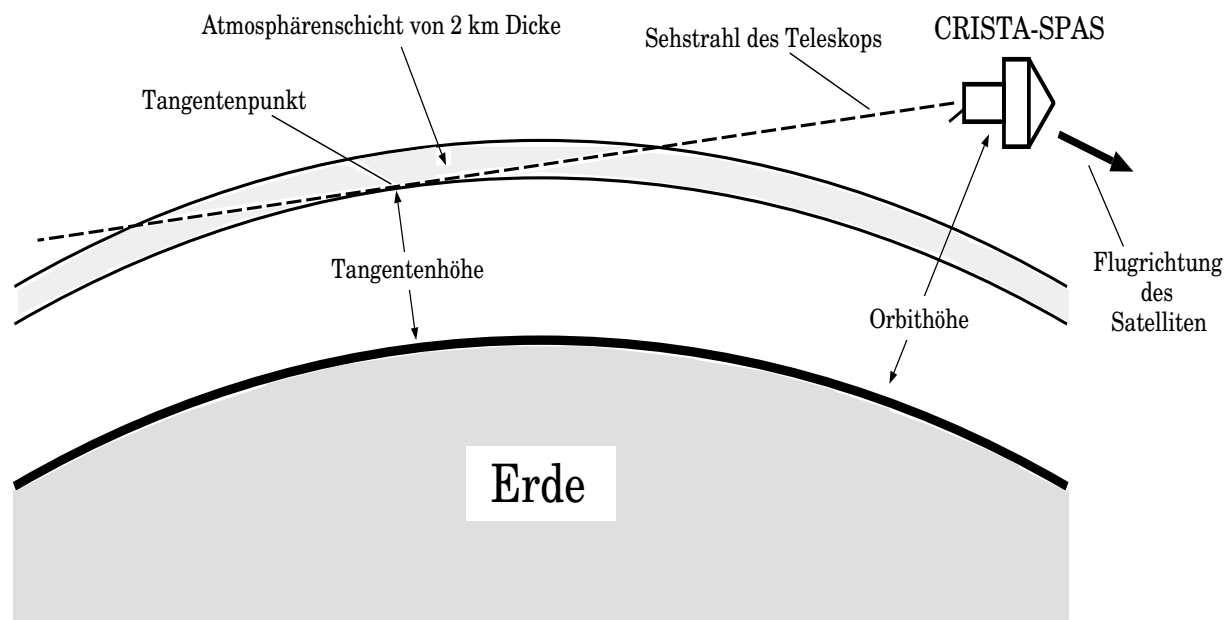 Atmosphärenschicht von 2 km Dicke
Sehstrahl des Teleskops
CRISTA-SPAS
Tangentenpunkt
Tangentenhöhe
Flugrichtung
des
Satelliten
Orbithöhe
Erde